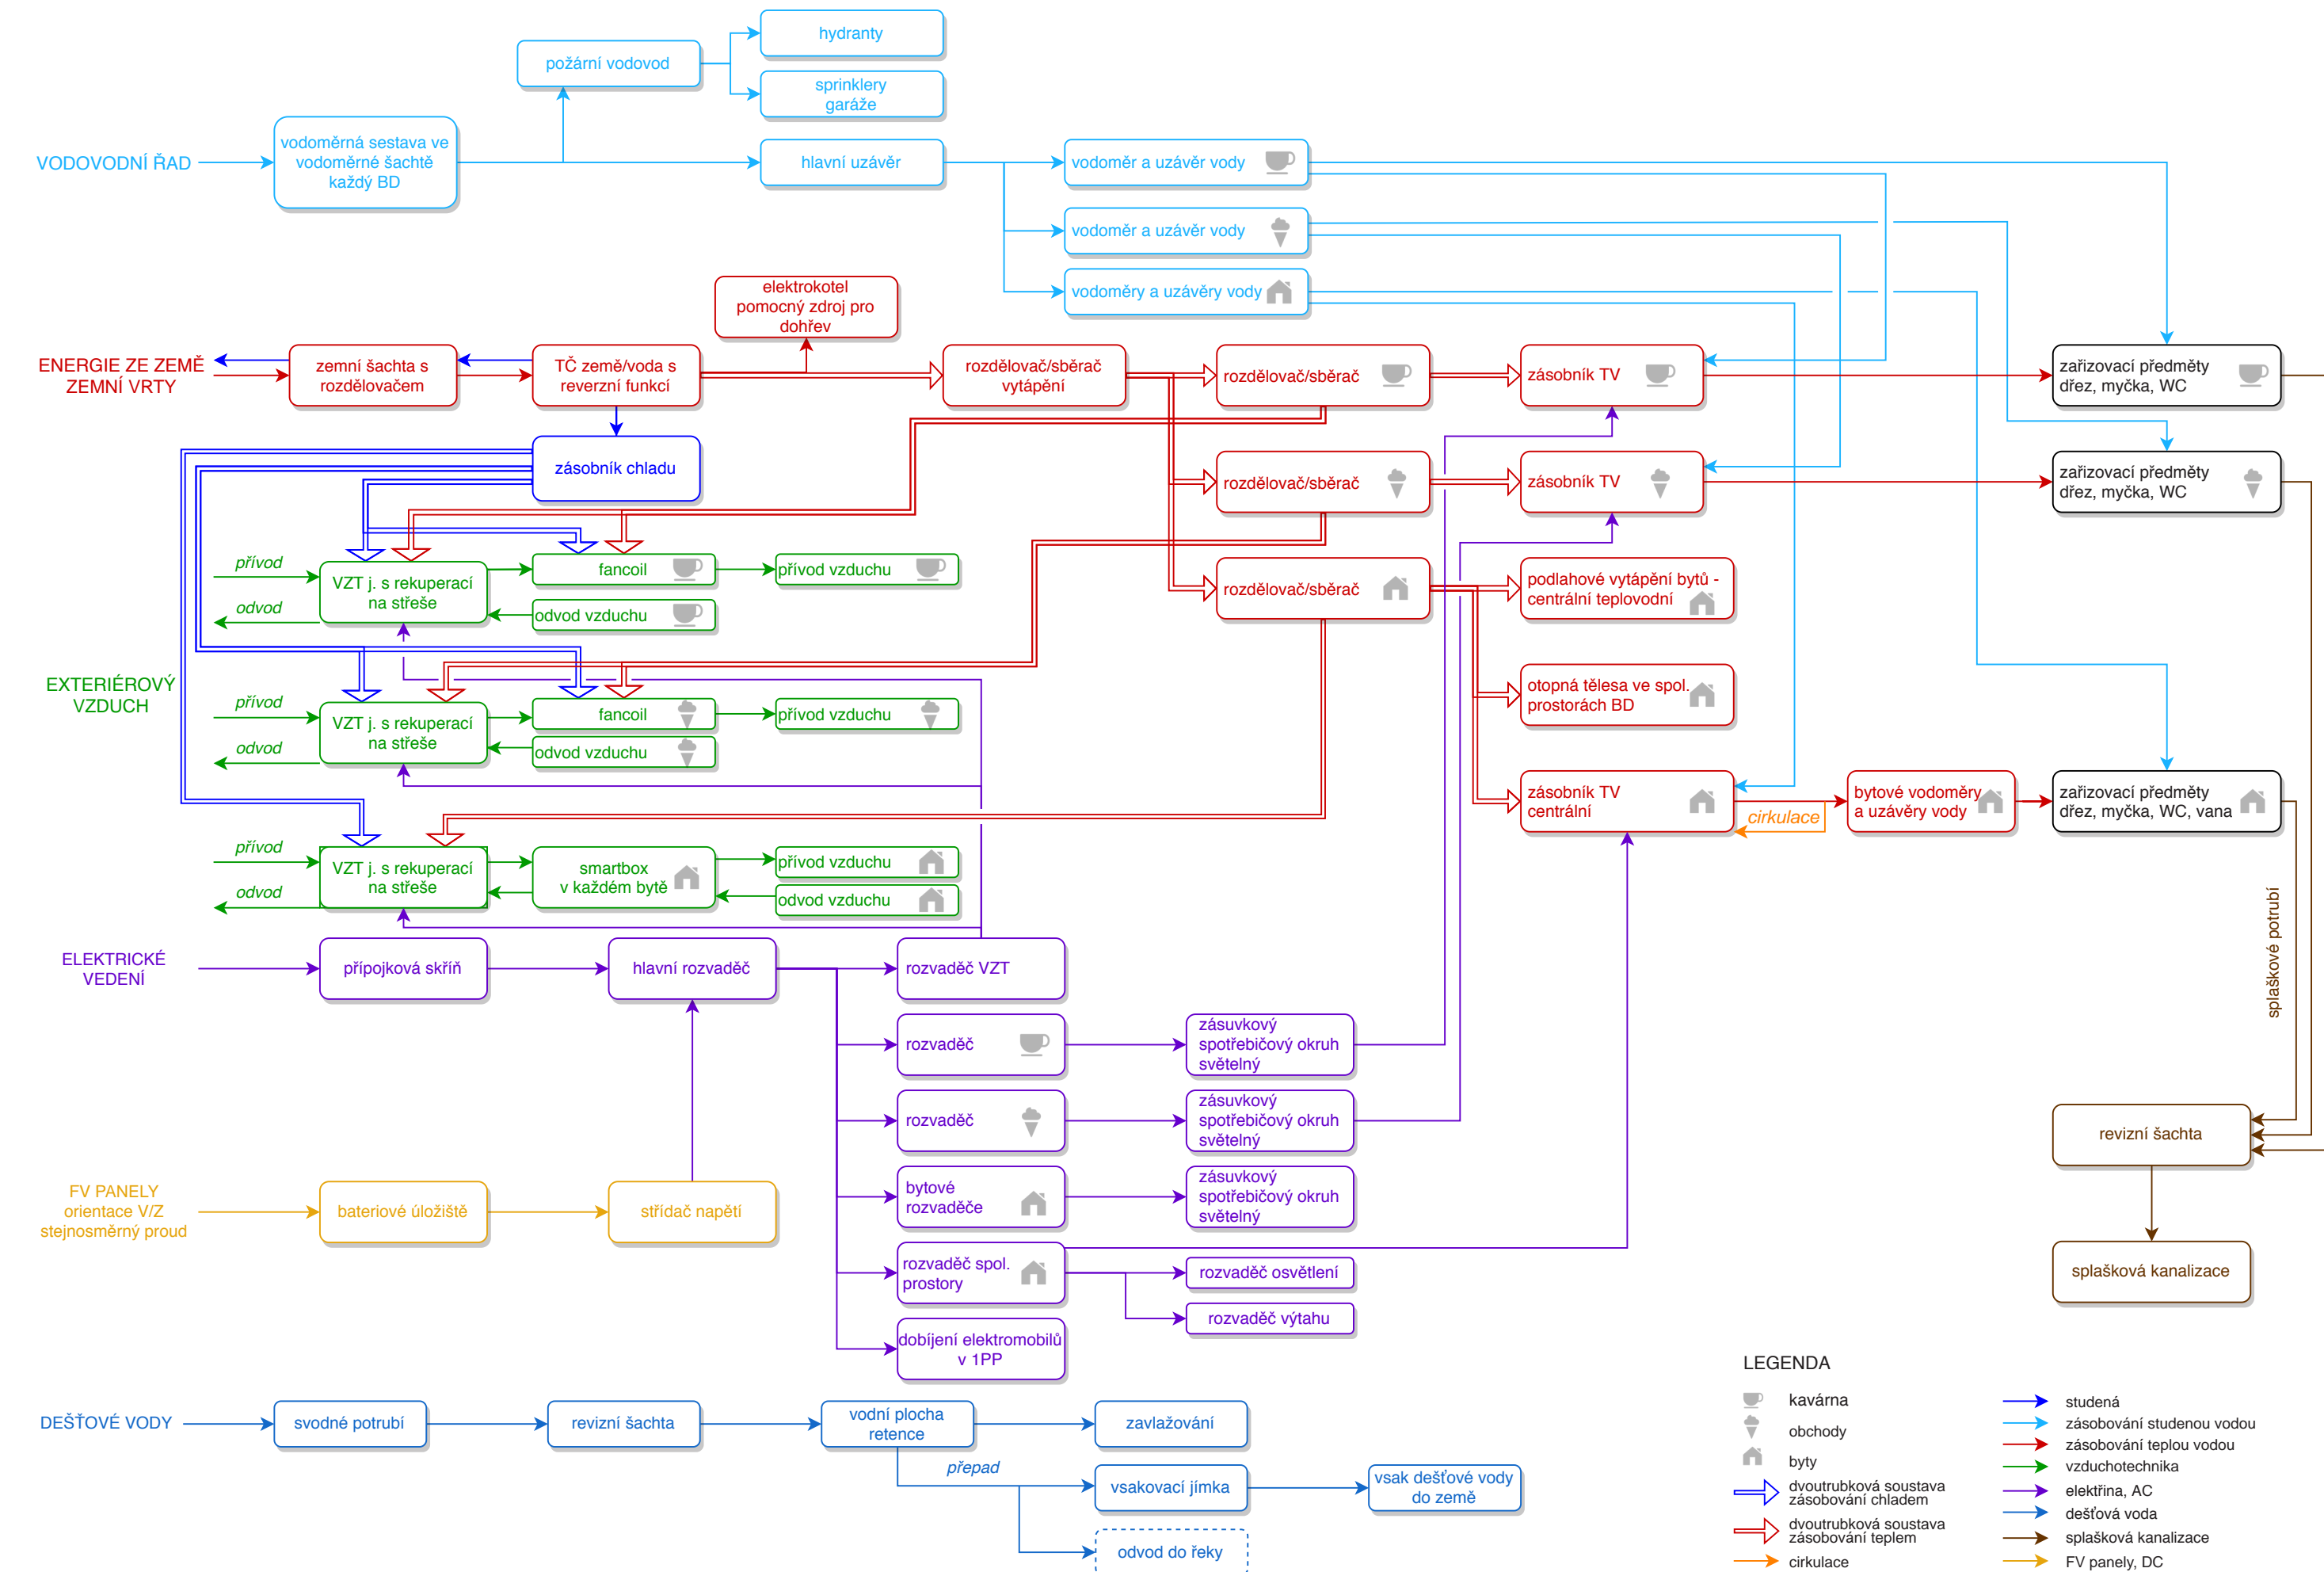 hydranty
požární vodovod
sprinklery
garáže
VODOVODNÍ ŘAD
vodoměrná sestava ve
vodoměrné šachtě
každý BD
hlavní uzávěr
vodoměr a uzávěr vody
vodoměr a uzávěr vody
vodoměry a uzávěry vody
elektrokotel
pomocný zdroj pro
dohřev
ENERGIE ZE ZEMĚ
ZEMNÍ VRTY
zemní šachta s
rozdělovačem
TČ země/voda s
reverzní funkcí
rozdělovač/sběrač
vytápění
rozdělovač/sběrač
zásobník TV
zařizovací předměty
dřez, myčka, WC
zásobník chladu
rozdělovač/sběrač
zásobník TV
zařizovací předměty
dřez, myčka, WC
přívod
odvod
VZT j. s rekuperací
na střeše
fancoil
přívod vzduchu
odvod vzduchu
rozdělovač/sběrač
podlahové vytápění bytů -
centrální teplovodní
EXTERIÉROVÝ
VZDUCH
přívod
odvod
VZT j. s rekuperací
na střeše
fancoil
přívod vzduchu
odvod vzduchu
otopná tělesa ve spol.
prostorách BD
zásobník TV
centrální
cirkulace
bytové vodoměry
a uzávěry vody
zařizovací předměty
dřez, myčka, WC, vana
přívod
odvod
VZT j. s rekuperací
na střeše
smartbox
v každém bytě
přívod vzduchu
odvod vzduchu
splaškové potrubí
ELEKTRICKÉ
VEDENÍ
přípojková skříň
hlavní rozvaděč
rozvaděč VZT
rozvaděč
zásuvkový
spotřebičový okruh
světelný
rozvaděč
zásuvkový
spotřebičový okruh
světelný
revizní šachta
FV PANELY
orientace V/Z
stejnosměrný proud
bateriové úložiště
střídač napětí
bytové
rozvaděče
zásuvkový
spotřebičový okruh
světelný
rozvaděč spol.
prostory
rozvaděč osvětlení
rozvaděč výtahu
splašková kanalizace
dobíjení elektromobilů
v 1PP
DEŠTOVÉ VODY
svodné potrubí
revizní šachta
vodní plocha
retence
zavlažování
přepad
vsakovací jímka
vsak dešťové vody
do země
odvod do řeky
LEGENDA
kavárna
obchody
byty
dvoutrubková soustava
zásobování chladem
dvoutrubková soustava
zásobování teplem
cirkulace
studená
zásobování studenou vodou
zásobování teplou vodou
vzduchotechnika
elektřina, AC
dešťová voda
splašková kanalizace
FV panely, DC